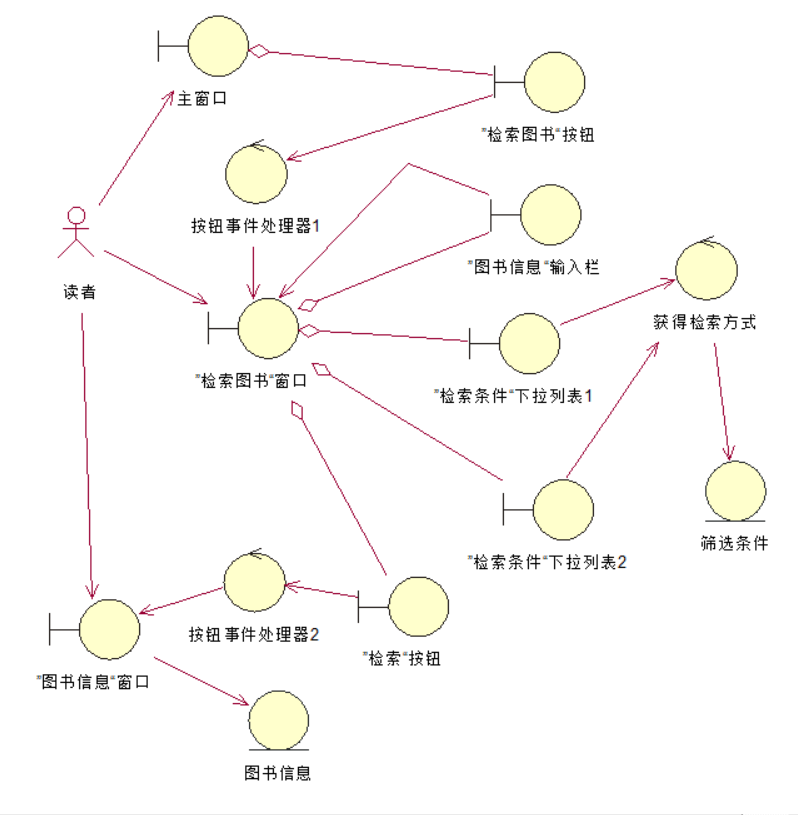 主窗口
"检索图书"按钮
按钮事件处理器1
"图书信息"输入栏
读者
获得检索方式
"检索图书"窗口
"检索条件"下拉列表1
筛选条件
"检索条件"下拉列表2
按钮事件处理器2
"检索"按钮
"图书信息"窗口
图书信息